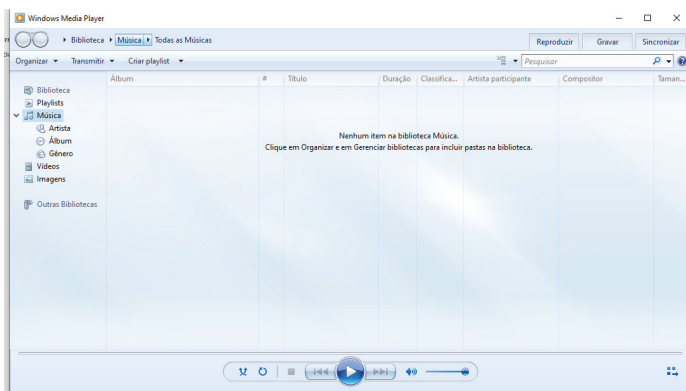 Windows Media Player
Biblioteca Música Todas as Músicas
Reproduzir Gravar Sincronizar
Organizar Transmitir Criar playlist Pesquisar
Álbum # Título Duração Classifica... Artista participante Compositor Taman...
Biblioteca
Playlists
Música
Artista
Álbum
Gênero
Vídeos
Imagens
Outras Bibliotecas
Nenhum item na biblioteca Música.
Clique em Organizar e em Gerenciar bibliotecas para incluir pastas na biblioteca.